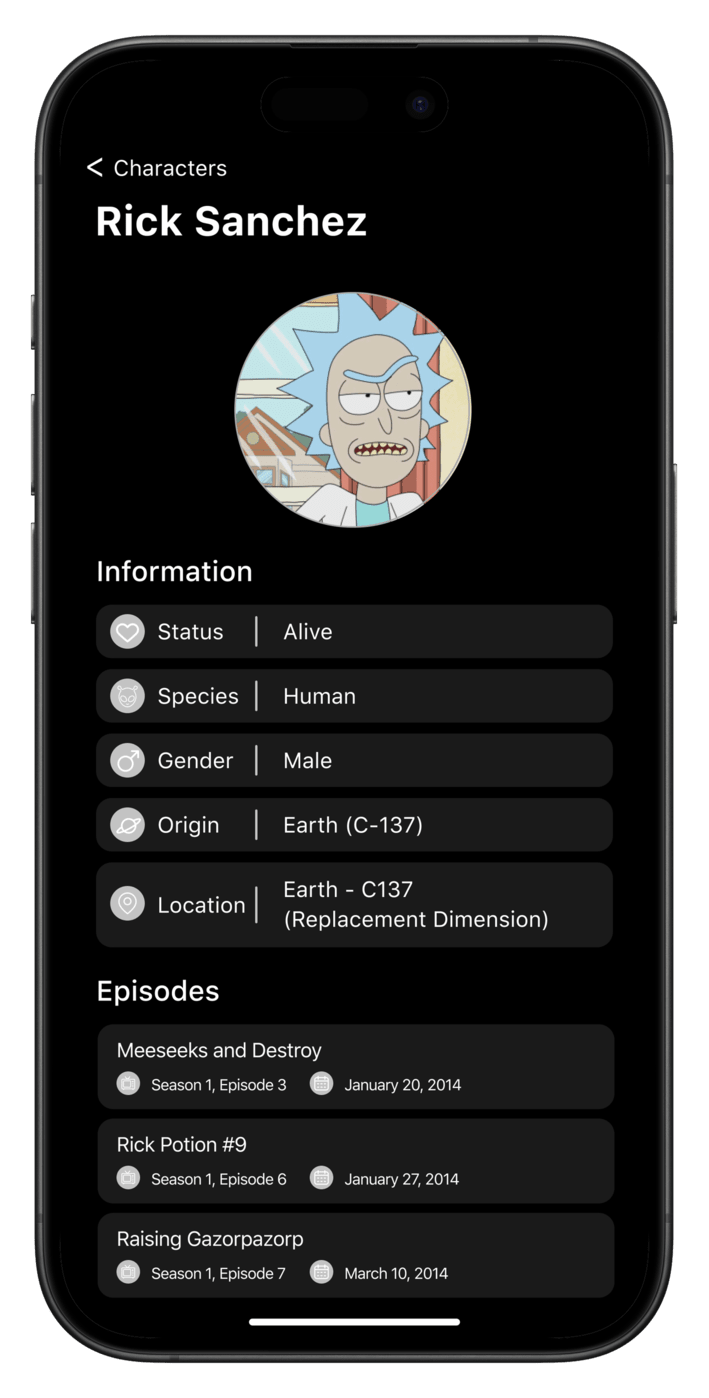 < Characters
Rick Sanchez
Information
Status | Alive
Species | Human
Gender | Male
Origin | Earth (C-137)
Location | Earth - C137
(Replacement Dimension)
Episodes
Meeseeks and Destroy
Season 1, Episode 3 January 20, 2014
Rick Potion #9
Season 1, Episode 6 January 27, 2014
Raising Gazorpazorp
Season 1, Episode 7 March 10, 2014